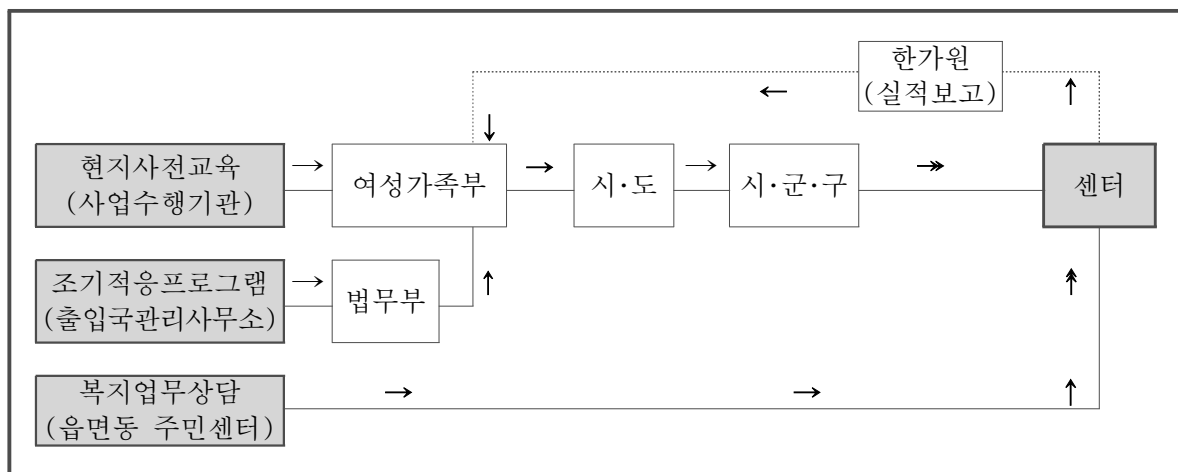 한가원
(실적보고)
←
↑
↓
현지사전교육
(사업수행기관)
→
여성가족부
→
시·도
→
시·군·구
↠
센터
조기적응프로그램
(출입국관리사무소)
→
법무부
↑
↟
복지업무상담
(읍면동 주민센터)
→
→
↑